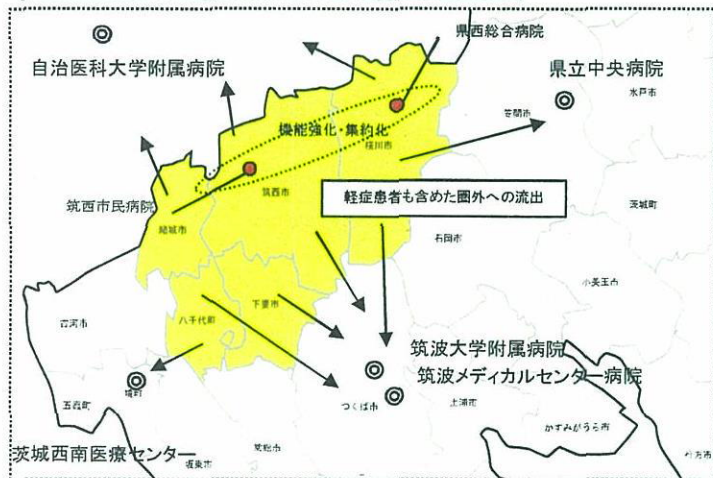 県西総合病院
自治医科大学附属病院
県立中央病院
水戸市
笠間市
機能強化・集約化
桜川市
筑西市
軽症患者も含めた圏外への流出
茨城町
筑西市民病院
結城市
石岡市
小美玉市
下妻市
八千代町
古河市
筑波大学附属病院
筑波メディカルセンター病院
境町
つくば市
土浦市
五霞町
かすみがうら市
常総市
茨城西南医療センター
坂東市